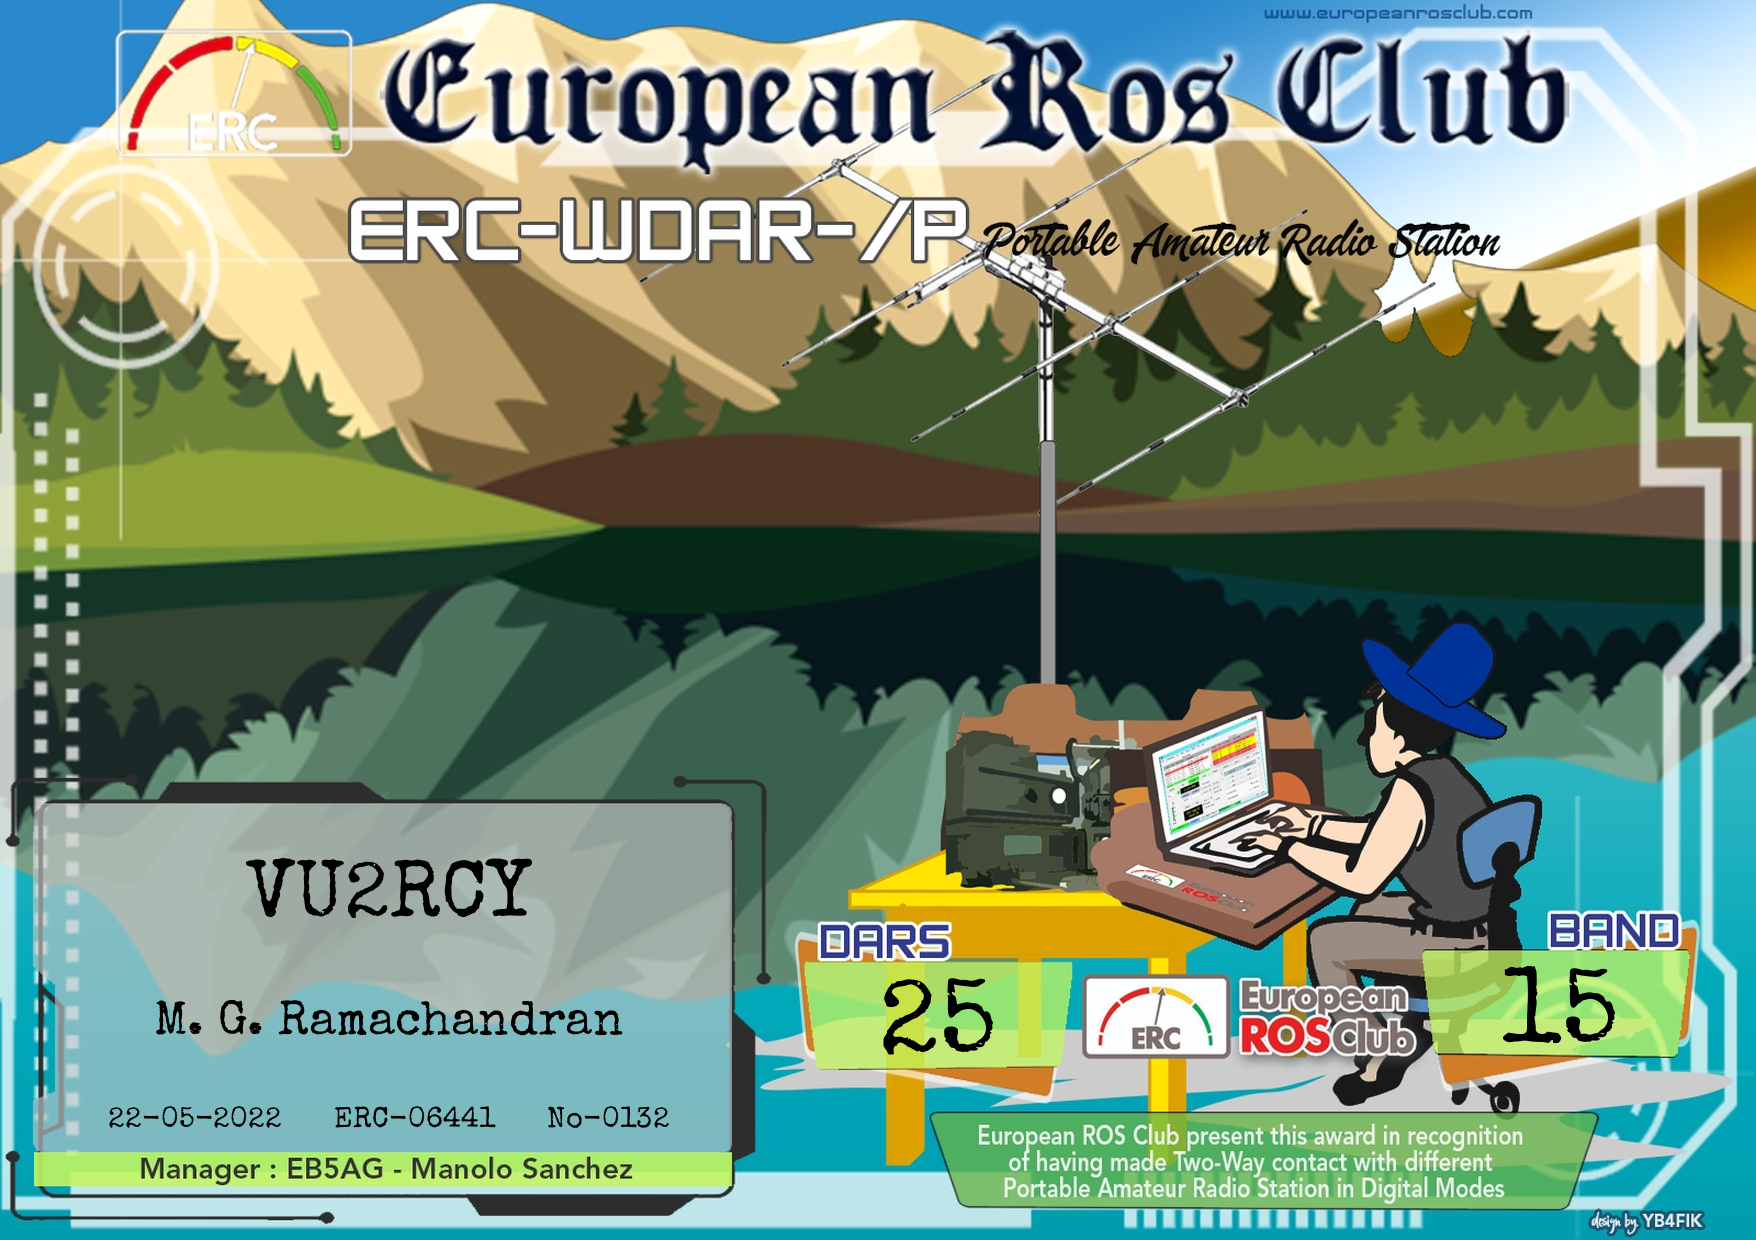 www.europeanrosclub.com
ERC
European Ros Club
ERC-WDAR-/P Portable Amateur Radio Station
VU2RCY
M. G. Ramachandran
22-05-2022 ERC-06441 No-0132
Manager : EB5AG - Manolo Sanchez
DARS
25
ERC
European
ROS Club
BAND
15
European ROS Club present this award in recognition
of having made Two-Way contact with different
Portable Amateur Radio Station in Digital Modes
design by YB4FIK